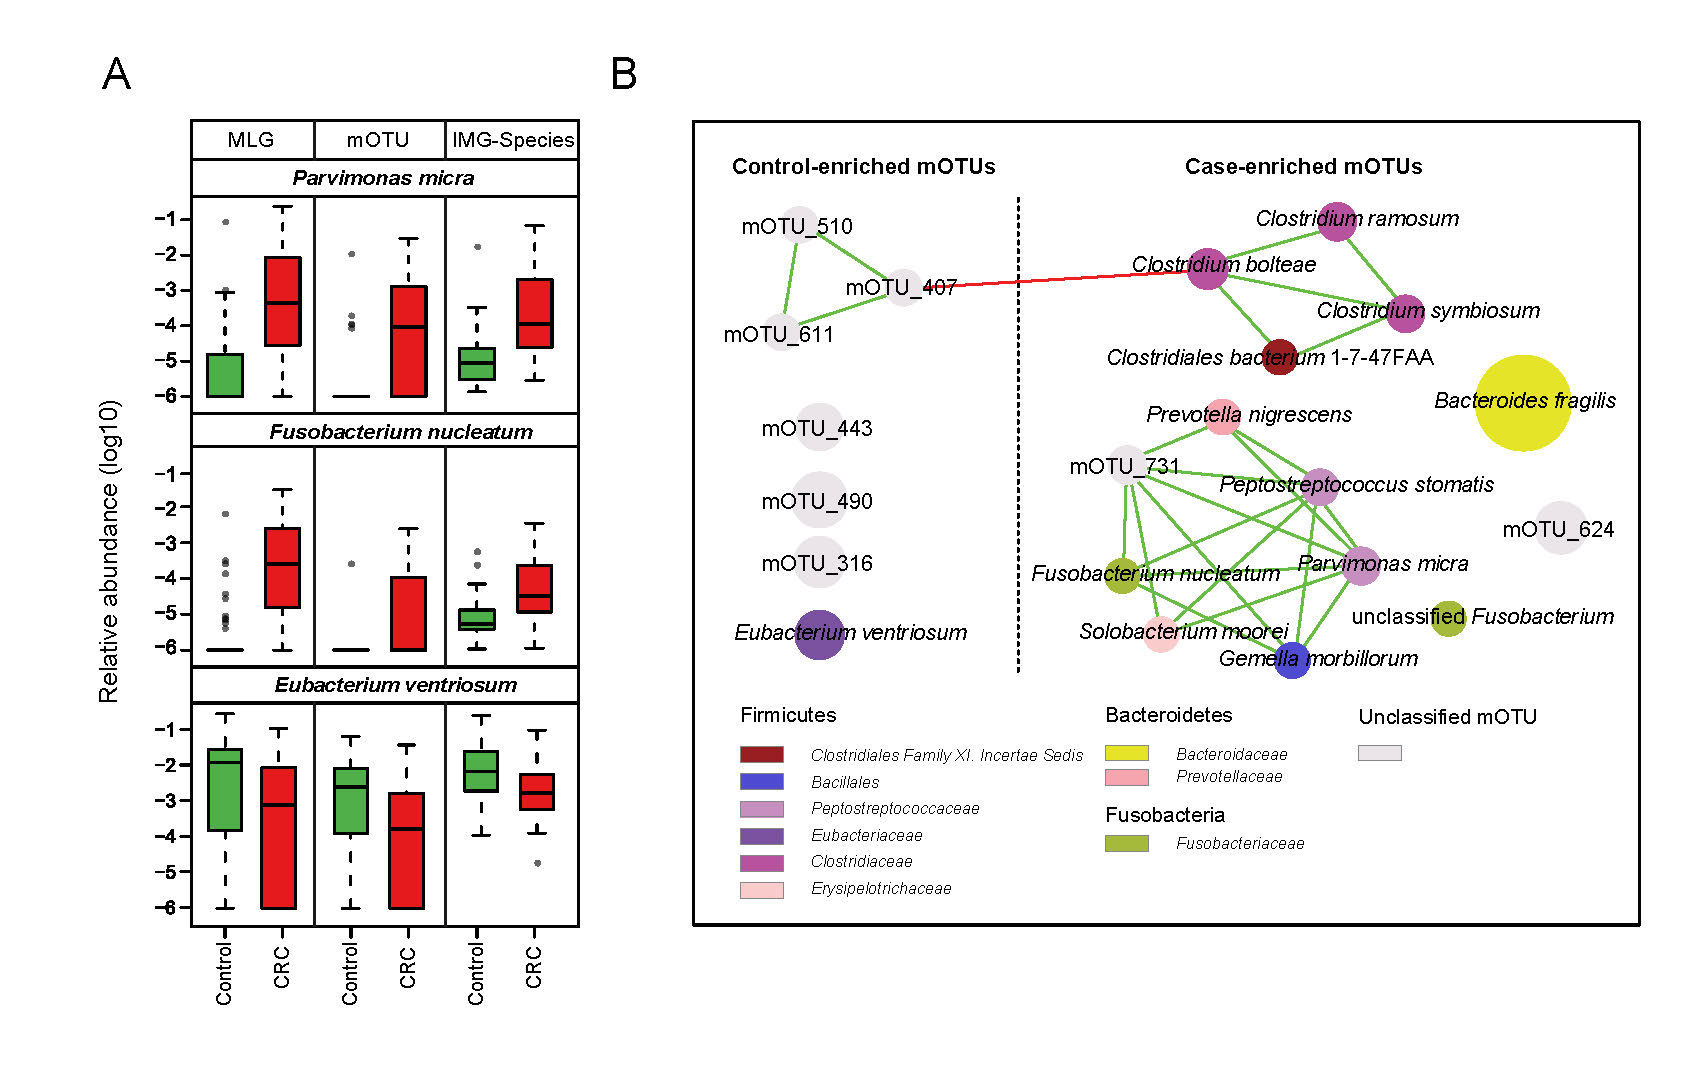 A
B
MLG mOTU IMG-Species
Parvimonas micra
−1
−2
−3
−4
−5
−6
Fusobacterium nucleatum
−1
−2
−3
−4
−5
−6
Eubacterium ventriosum
−1
−2
−3
−4
−5
−6
Relative abundance (log10)
Control CRC Control CRC Control CRC
Control-enriched mOTUs
Case-enriched mOTUs
mOTU_510
mOTU_407
mOTU_611
mOTU_443
mOTU_490
mOTU_316
Eubacterium ventriosum
Clostridium ramosum
Clostridium bolteae
Clostridium symbiosum
Clostridiales bacterium 1-7-47FAA
Bacteroides fragilis
Prevotella nigrescens
mOTU_731
Peptostreptococcus stomatis
mOTU_624
Parvimonas micra
Fusobacterium nucleatum
unclassified Fusobacterium
Solobacterium moorei
Gemella morbillorum
Firmicutes
Clostridiales Family XI. Incertae Sedis
Bacillales
Peptostreptococcaceae
Eubacteriaceae
Clostridiaceae
Erysipelotrichaceae
Bacteroidetes
Bacteroidaceae
Prevotellaceae
Fusobacteria
Fusobacteriaceae
Unclassified mOTU